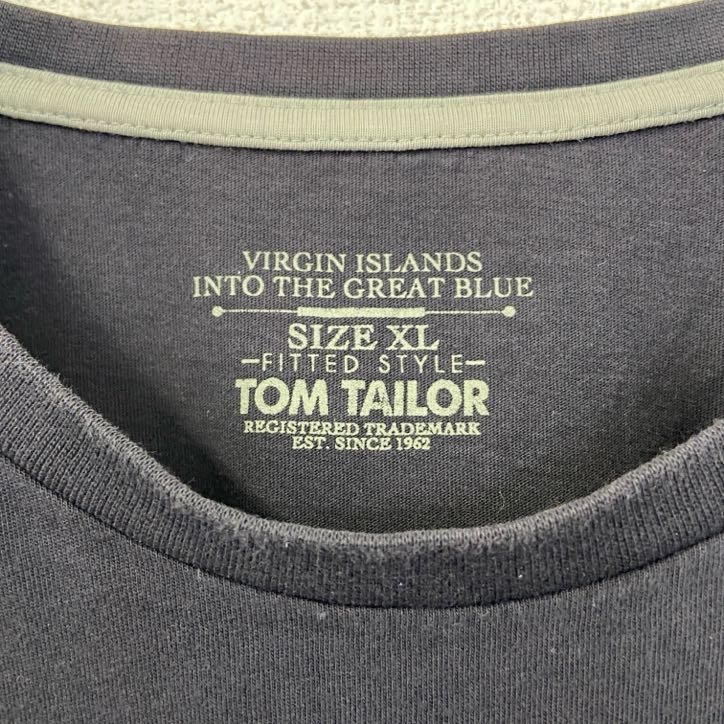 VIRGIN ISLANDS
INTO THE GREAT BLUE
SIZE XL
–FITTED STYLE–
TOM TAILOR
REGISTERED TRADEMARK
EST. SINCE 1962